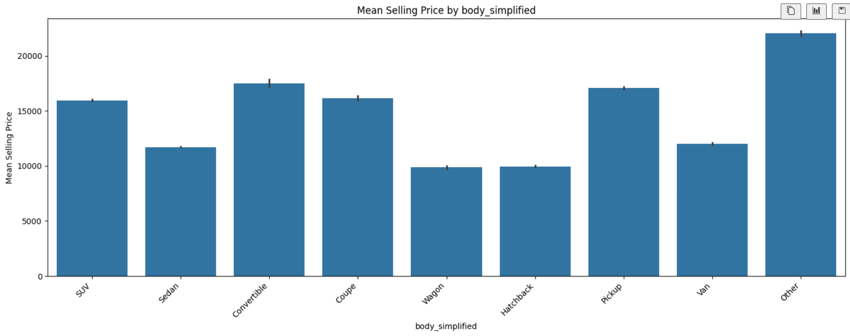 Mean Selling Price by body_simplified
Mean Selling Price
20000
15000
10000
5000
0
SUV
Sedan
Convertible
Coupe
Wagon
Hatchback
Pickup
Van
Other
body_simplified